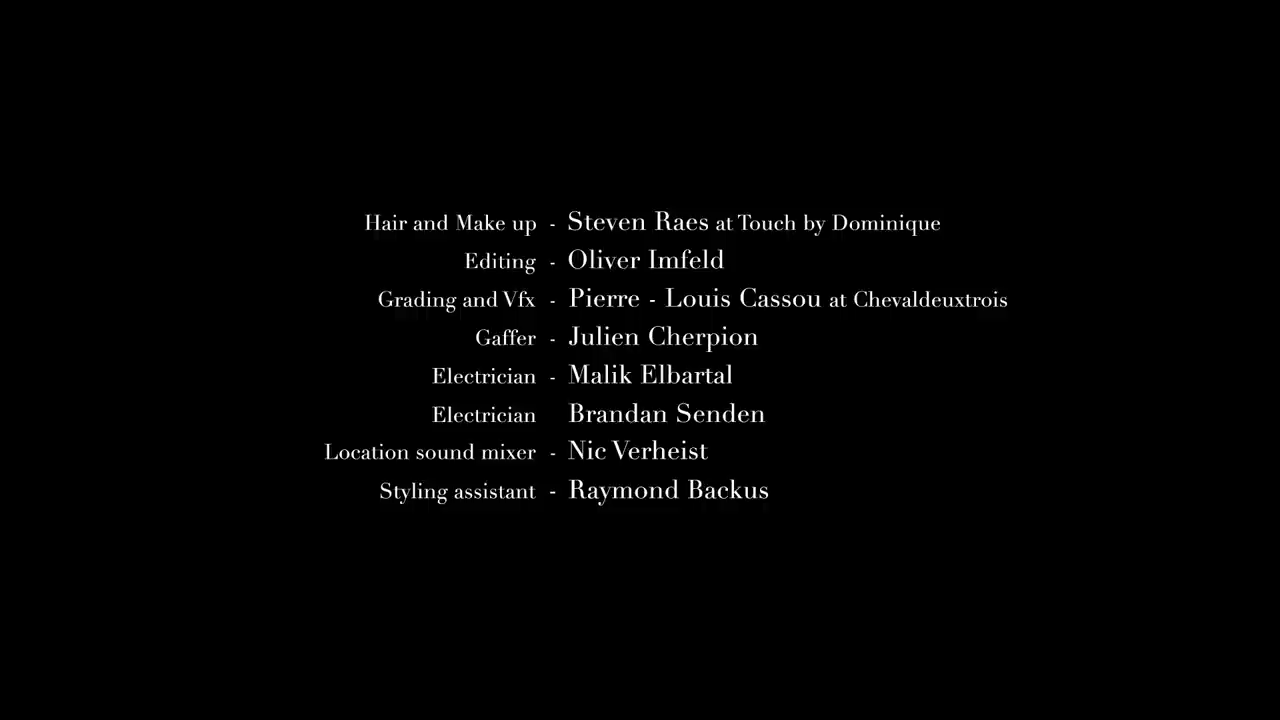 Hair and Make up - Steven Raes at Touch by Dominique
Editing - Oliver Imfeld
Grading and Vfx - Pierre - Louis Cassou at Chevaldeuxtrois
Gaffer - Julien Cherpion
Electrician - Malik Elbartal
Electrician Brandan Senden
Location sound mixer - Nic Verheist
Styling assistant - Raymond Backus